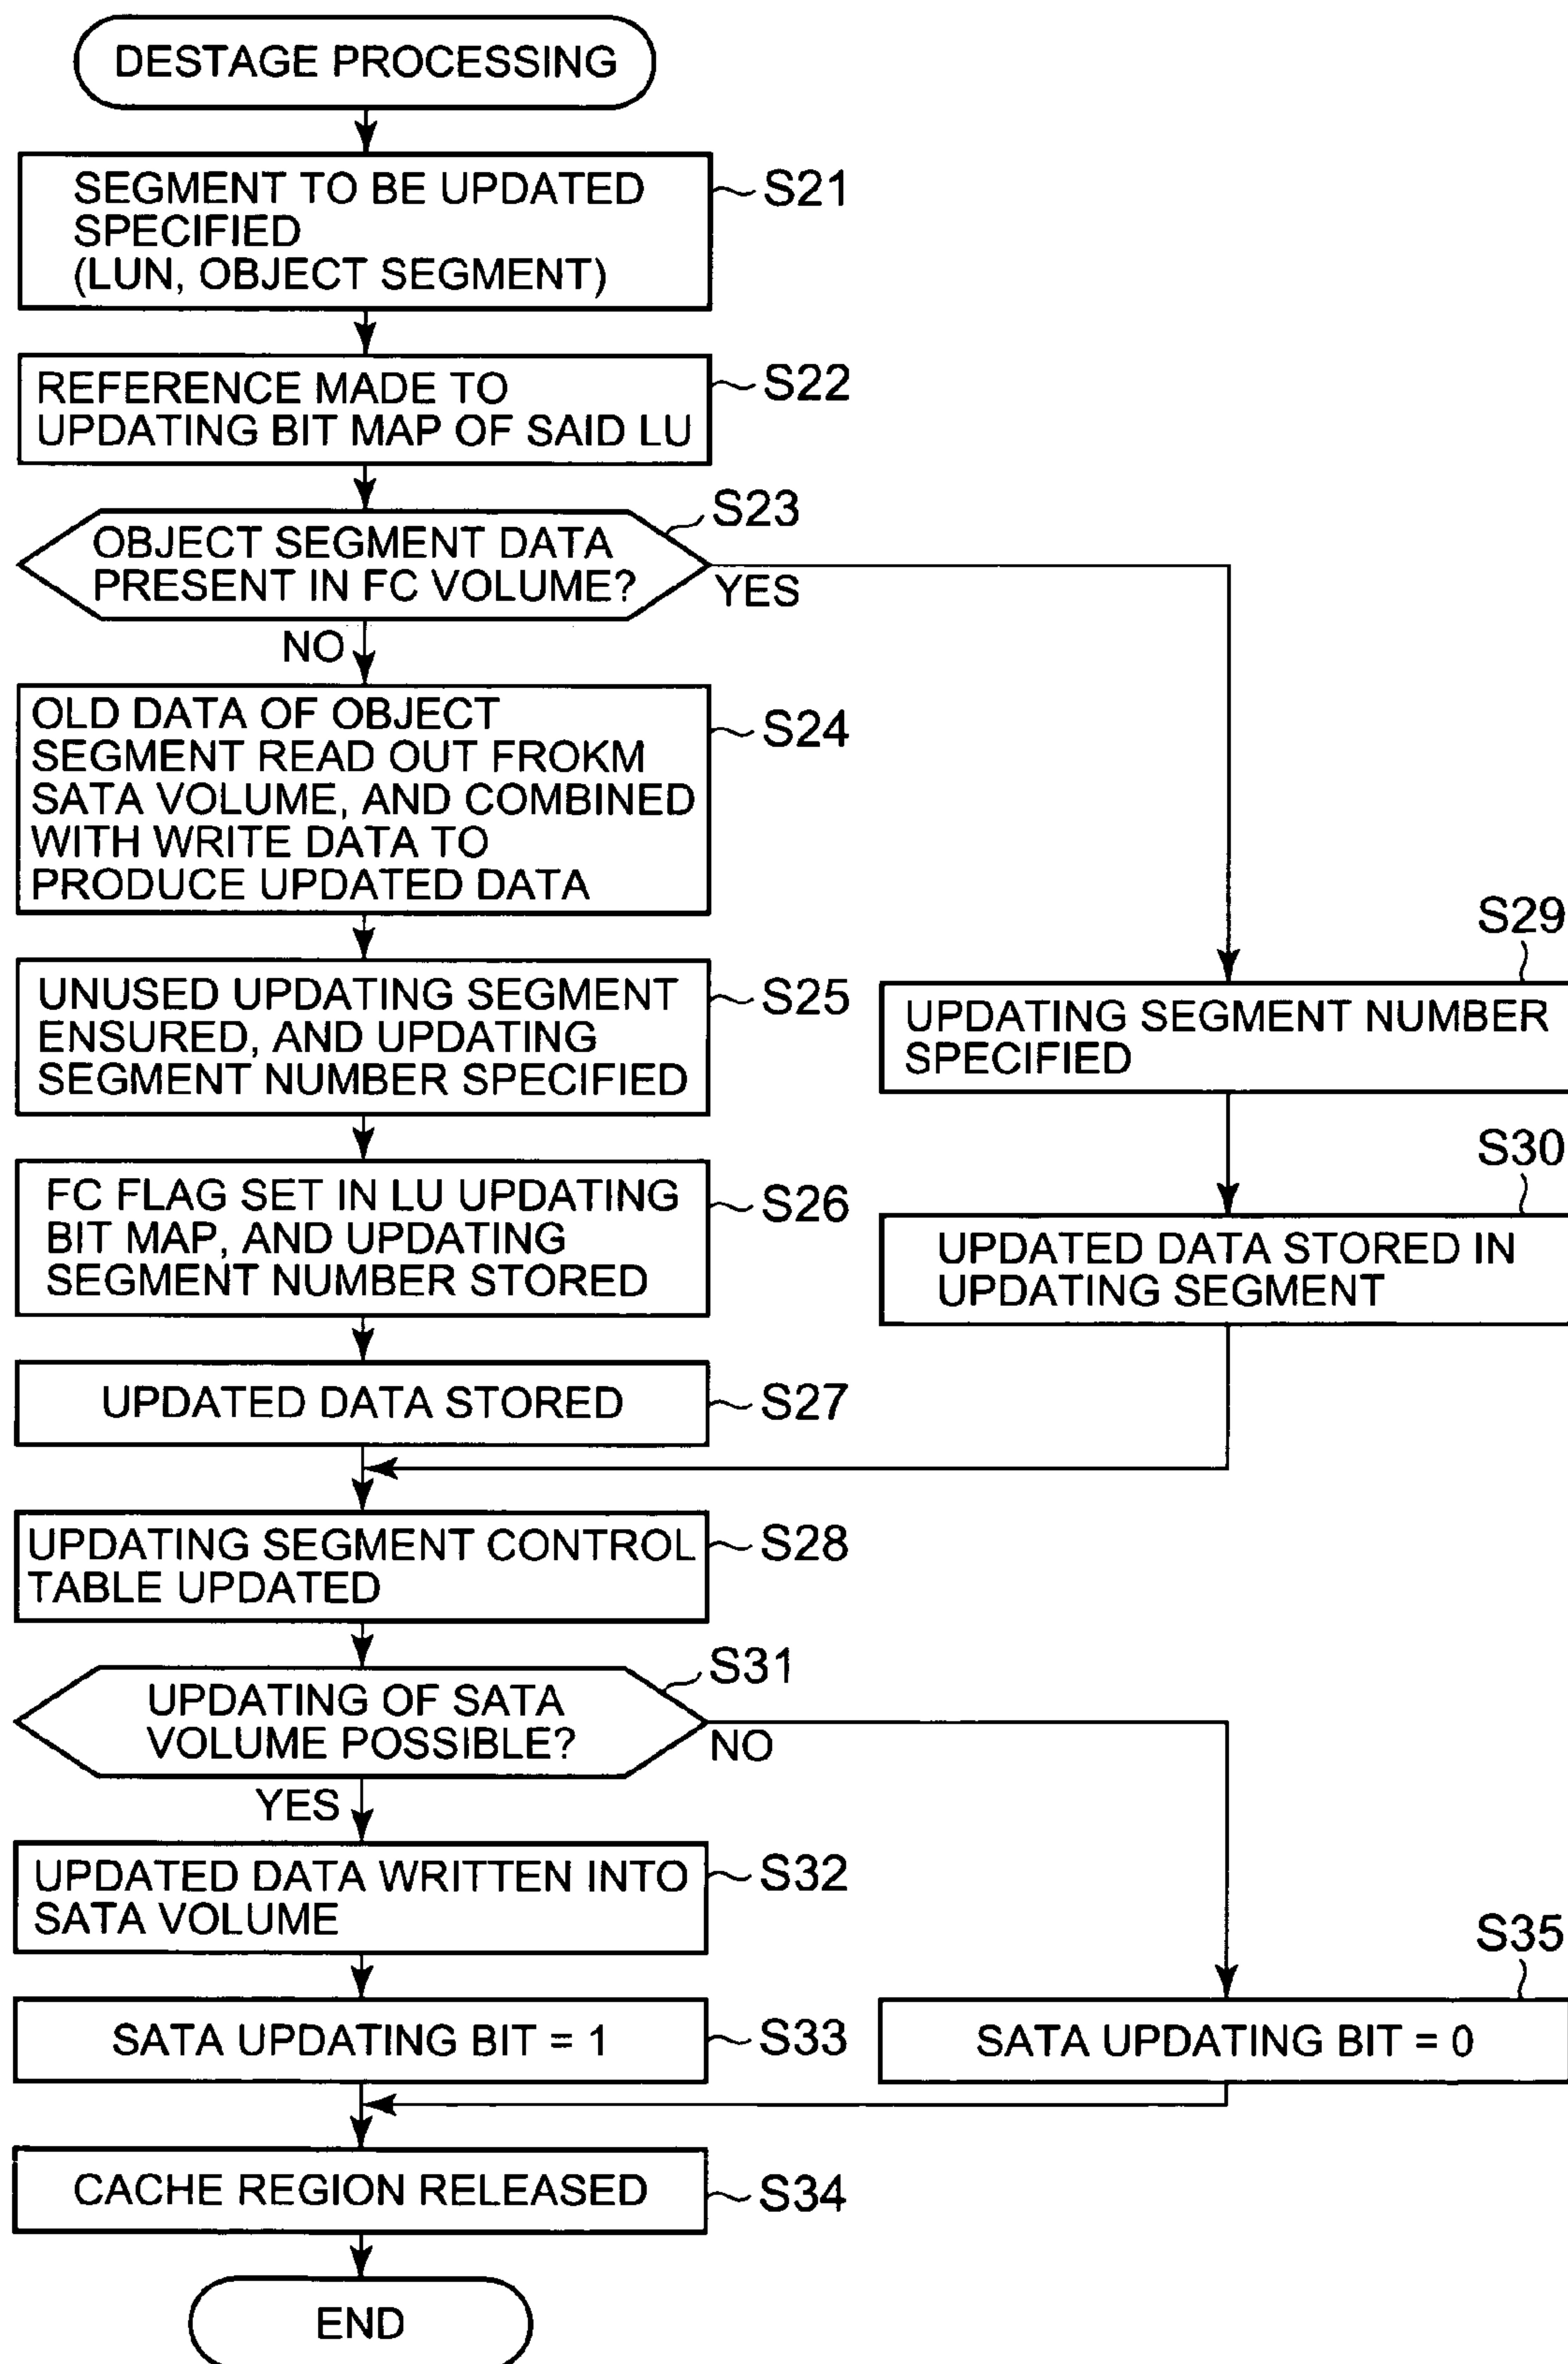 DESTAGE PROCESSING
SEGMENT TO BE UPDATED
SPECIFIED
(LUN, OBJECT SEGMENT)
S21
REFERENCE MADE TO
UPDATING BIT MAP OF SAID LU
S22
OBJECT SEGMENT DATA
PRESENT IN FC VOLUME?
S23
YES
NO
OLD DATA OF OBJECT
SEGMENT READ OUT FROKM
SATA VOLUME, AND COMBINED
WITH WRITE DATA TO
PRODUCE UPDATED DATA
S24
UNUSED UPDATING SEGMENT
ENSURED, AND UPDATING
SEGMENT NUMBER SPECIFIED
S25
S29
UPDATING SEGMENT NUMBER
SPECIFIED
FC FLAG SET IN LU UPDATING
BIT MAP, AND UPDATING
SEGMENT NUMBER STORED
S26
S30
UPDATED DATA STORED IN
UPDATING SEGMENT
UPDATED DATA STORED
S27
UPDATING SEGMENT CONTROL
TABLE UPDATED
S28
UPDATING OF SATA
VOLUME POSSIBLE?
S31
NO
YES
UPDATED DATA WRITTEN INTO
SATA VOLUME
S32
SATA UPDATING BIT = 1
S33
S35
SATA UPDATING BIT = 0
CACHE REGION RELEASED
S34
END